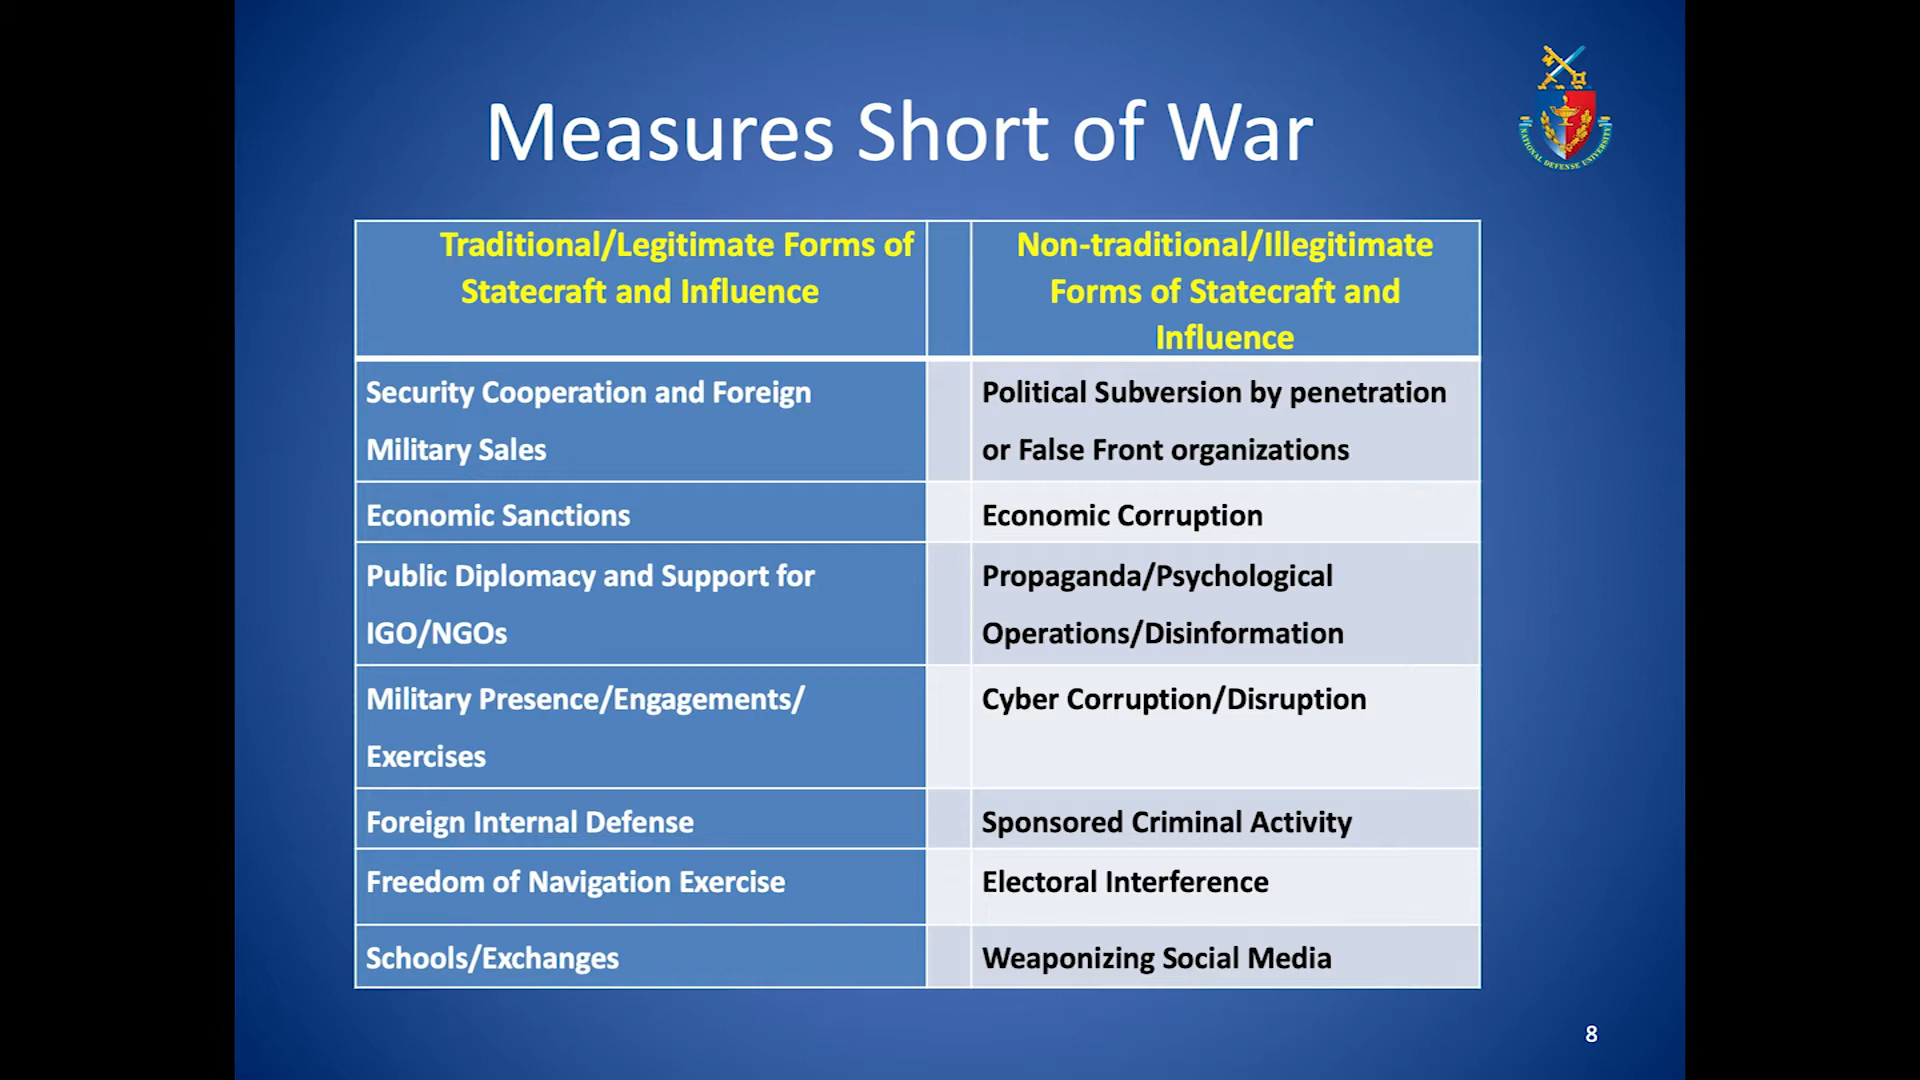 Measures Short of War
NATIONAL DEFENSE UNIVERSITY
Traditional/Legitimate Forms of
Statecraft and Influence
Non-traditional/Illegitimate
Forms of Statecraft and
Influence
Security Cooperation and Foreign
Military Sales
Political Subversion by penetration
or False Front organizations
Economic Sanctions
Economic Corruption
Public Diplomacy and Support for
IGO/NGOs
Propaganda/Psychological
Operations/Disinformation
Military Presence/Engagements/
Exercises
Cyber Corruption/Disruption
Foreign Internal Defense
Sponsored Criminal Activity
Freedom of Navigation Exercise
Electoral Interference
Schools/Exchanges
Weaponizing Social Media
8